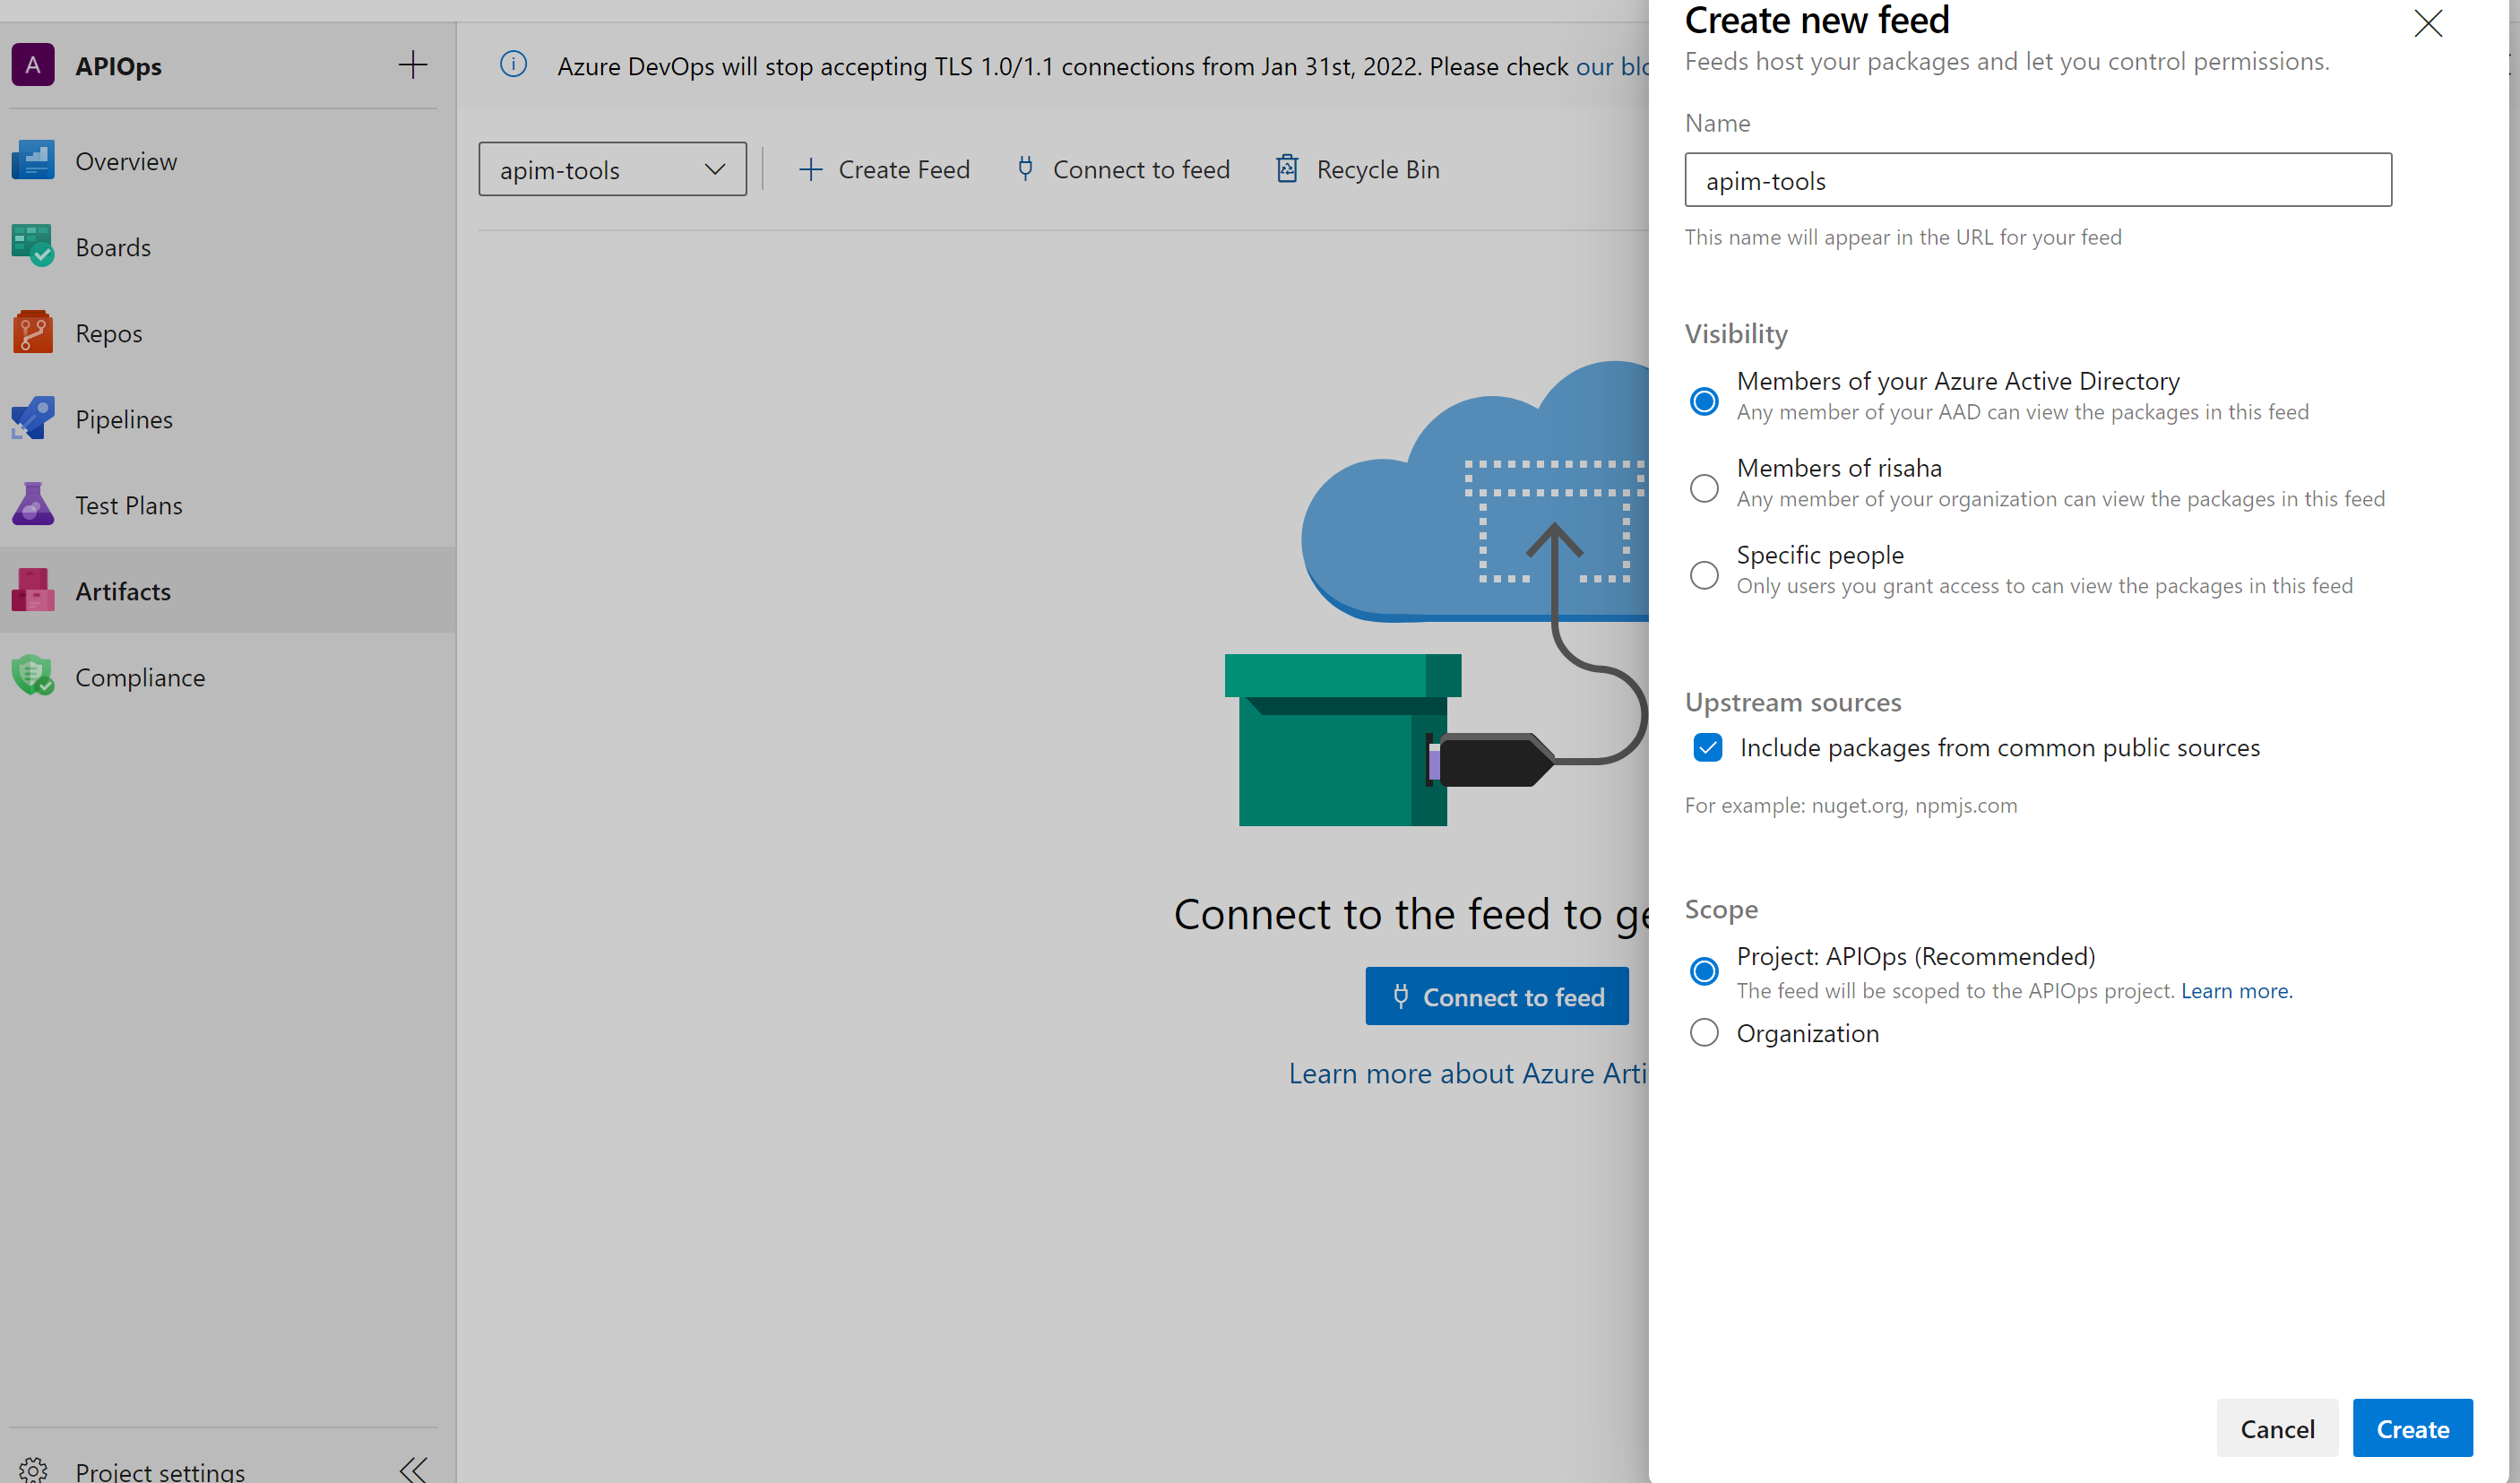 A APIOps
Overview
Boards
Repos
Pipelines
Test Plans
Artifacts
Compliance
Project settings
Azure DevOps will stop accepting TLS 1.0/1.1 connections from Jan 31st, 2022. Please check our blo
apim-tools
Create Feed
Connect to feed
Recycle Bin
Connect to the feed to ge
Connect to feed
Learn more about Azure Arti
Create new feed
Feeds host your packages and let you control permissions.
Name
apim-tools
This name will appear in the URL for your feed
Visibility
Members of your Azure Active Directory
Any member of your AAD can view the packages in this feed
Members of risaha
Any member of your organization can view the packages in this feed
Specific people
Only users you grant access to can view the packages in this feed
Upstream sources
Include packages from common public sources
For example: nuget.org, npmjs.com
Scope
Project: APIOps (Recommended)
The feed will be scoped to the APIOps project. Learn more.
Organization
Cancel
Create